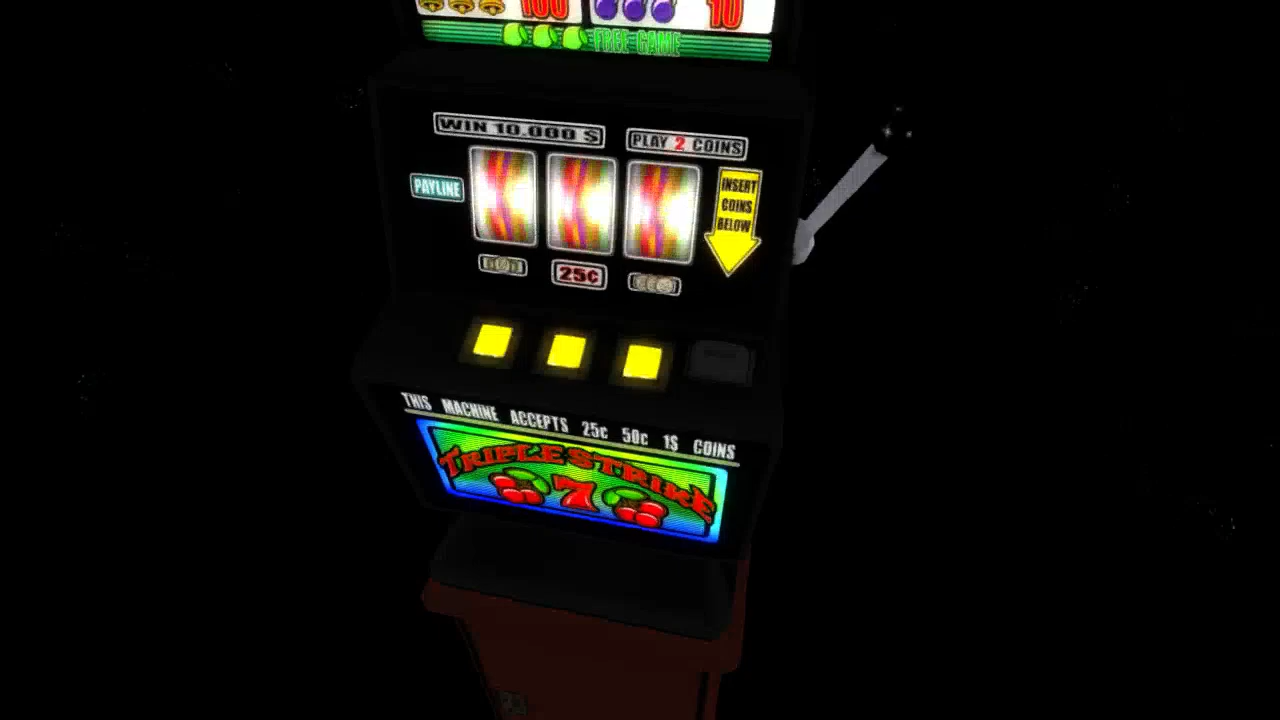 100 10
FREE GAME
WIN 10.000 $
PLAY 2 COINS
PAYLINE
INSERT
COINS
BELOW
25¢
THIS MACHINE ACCEPTS 25¢ 50¢ 1$ COINS
TRIPLE STRIKE
7